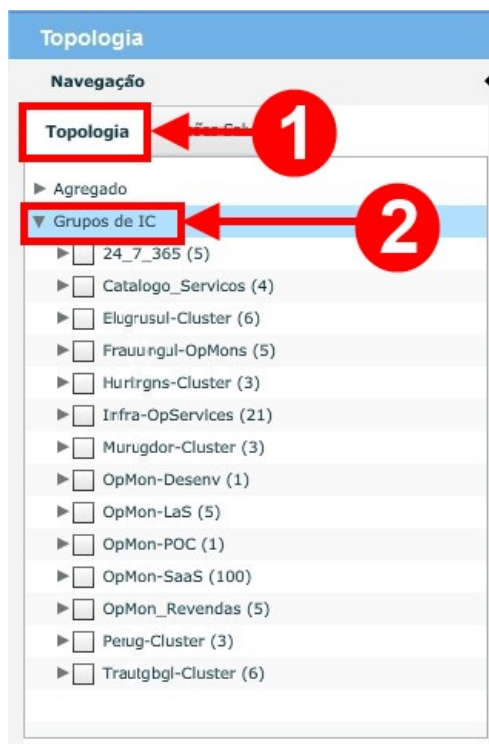 Topologia
Navegação
Topologia
1
Agregado
Grupos de IC
2
24_7_365 (5)
Catalogo_Servicos (4)
Elugrusul-Cluster (6)
Frauungul-OpMons (5)
Hurlrgns-Cluster (3)
Irfra-OpServices (21)
Murugdor-Cluster (3)
OpMon-Desenv (1)
OpMon-LaS (5)
OpMon-POC (1)
OpMon-SaaS (100)
OpMon_Revendas (5)
Perug-Cluster (3)
Trautgbgl-Cluster (6)